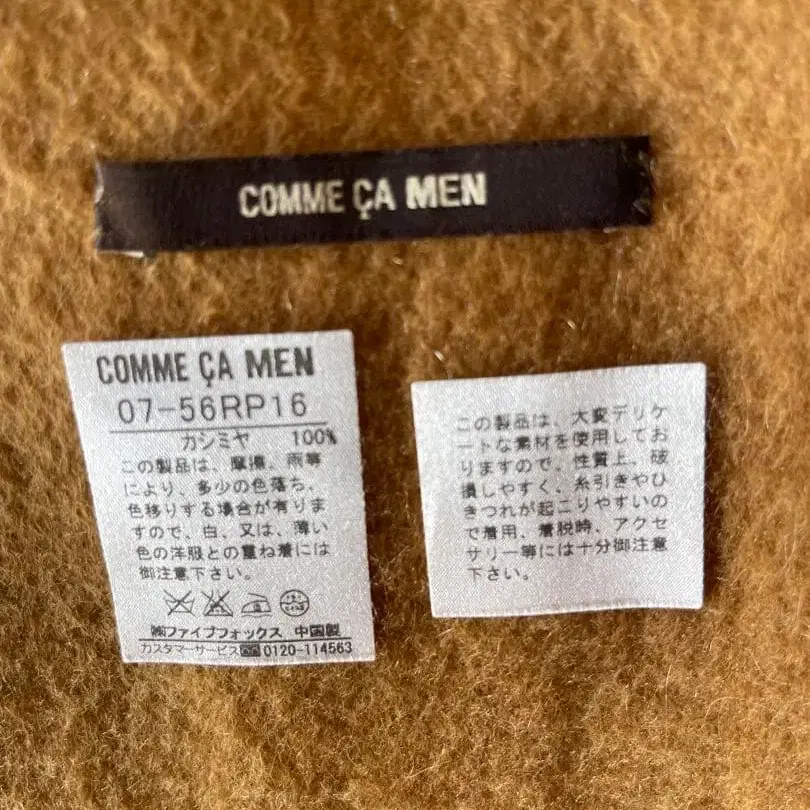 COMME ÇA MEN
COMME ÇA MEN
07-56RP16
カシミヤ 100%
この製品は、摩擦、雨等
により、多少の色落ち、
色移りする場合が有りま
すので、白、又は、薄い
色の洋服との重ね着には
御注意下さい。
㈱ファイブフォックス 中国製
カスタマーサービス 0120-114563
この製品は、大変デリケ
ートな素材を使用してお
りますので、性質上、破
損しやすく、糸引きやひ
きつれが起こりやすいの
で着用、着脱時、アクセ
サリー等には十分御注意
下さい。